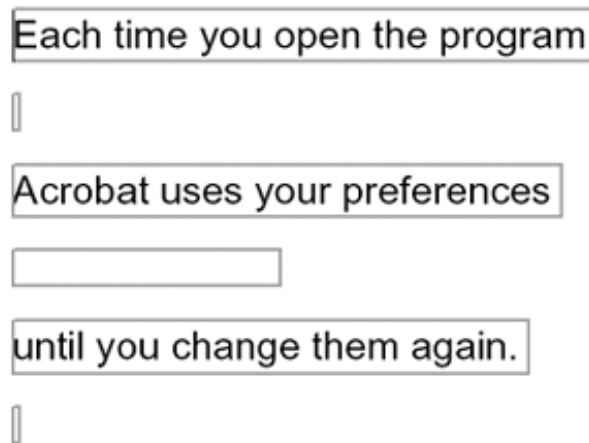 Each time you open the program
Acrobat uses your preferences
until you change them again.